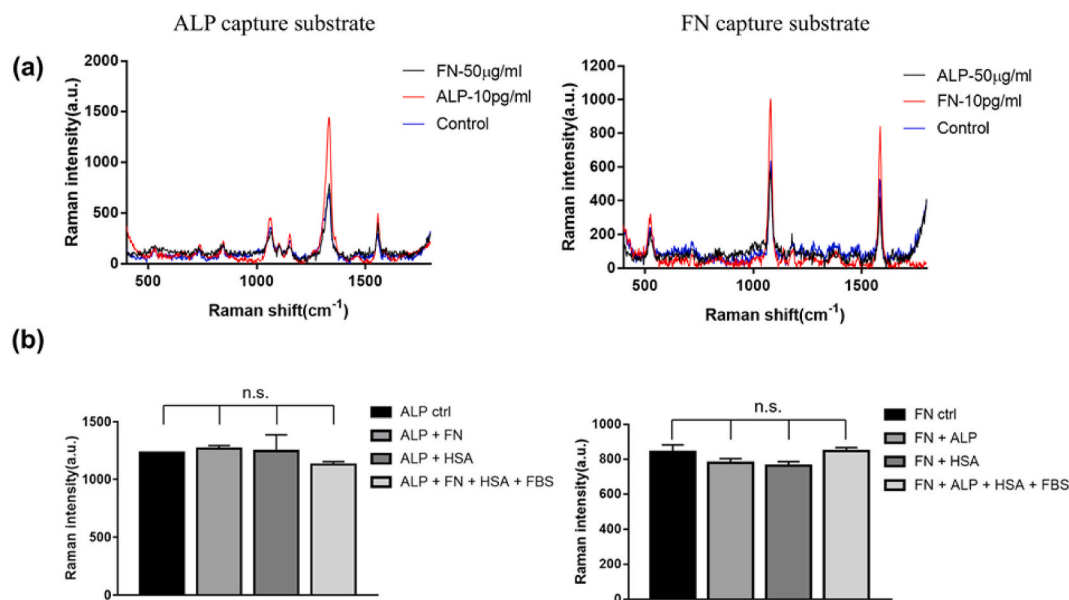 ALP capture substrate
FN capture substrate
(a)
2000
1500
1000
500
0
Raman intensity(a.u.)
500
1000
1500
Raman shift(cm⁻¹)
FN-50µg/ml
ALP-10pg/ml
Control
1200
1000
800
600
400
200
0
Raman intensity(a.u.)
500
1000
1500
Raman shift(cm⁻¹)
ALP-50µg/ml
FN-10pg/ml
Control
(b)
n.s.
1500
1000
500
0
Raman intensity(a.u.)
ALP ctrl
ALP + FN
ALP + HSA
ALP + FN + HSA + FBS
n.s.
1000
800
600
400
200
0
Raman intensity(a.u.)
FN ctrl
FN + ALP
FN + HSA
FN + ALP + HSA + FBS